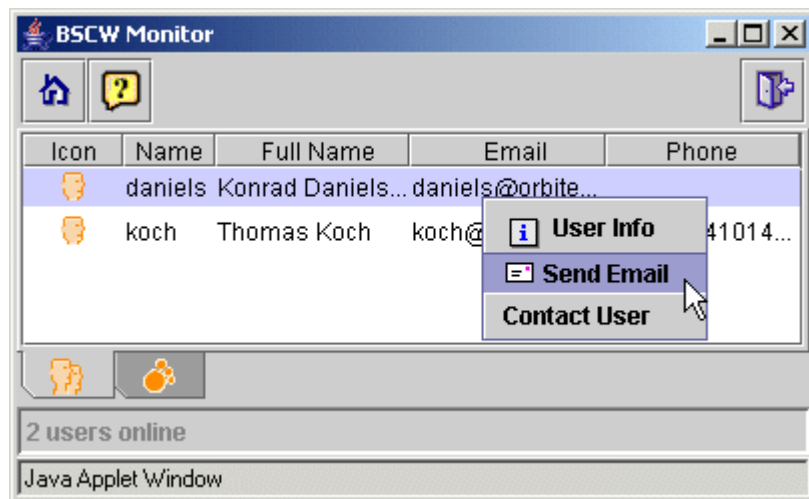 BSCW Monitor
Icon Name Full Name Email Phone
daniels Konrad Daniels... daniels@orbite...
koch Thomas Koch koch@ 41014...
User Info
Send Email
Contact User
2 users online
Java Applet Window